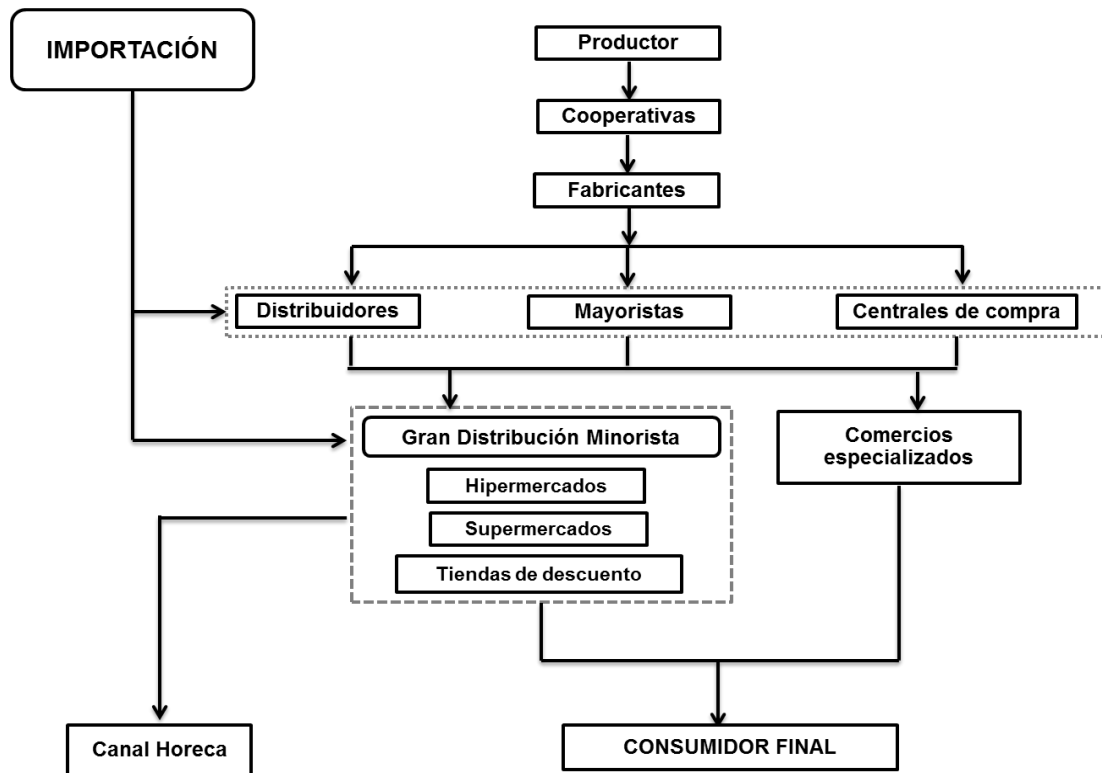 IMPORTACIÓN
Productor
Cooperativas
Fabricantes
Distribuidores
Mayoristas
Centrales de compra
Gran Distribución Minorista
Hipermercados
Supermercados
Tiendas de descuento
Comercios
especializados
Canal Horeca
CONSUMIDOR FINAL